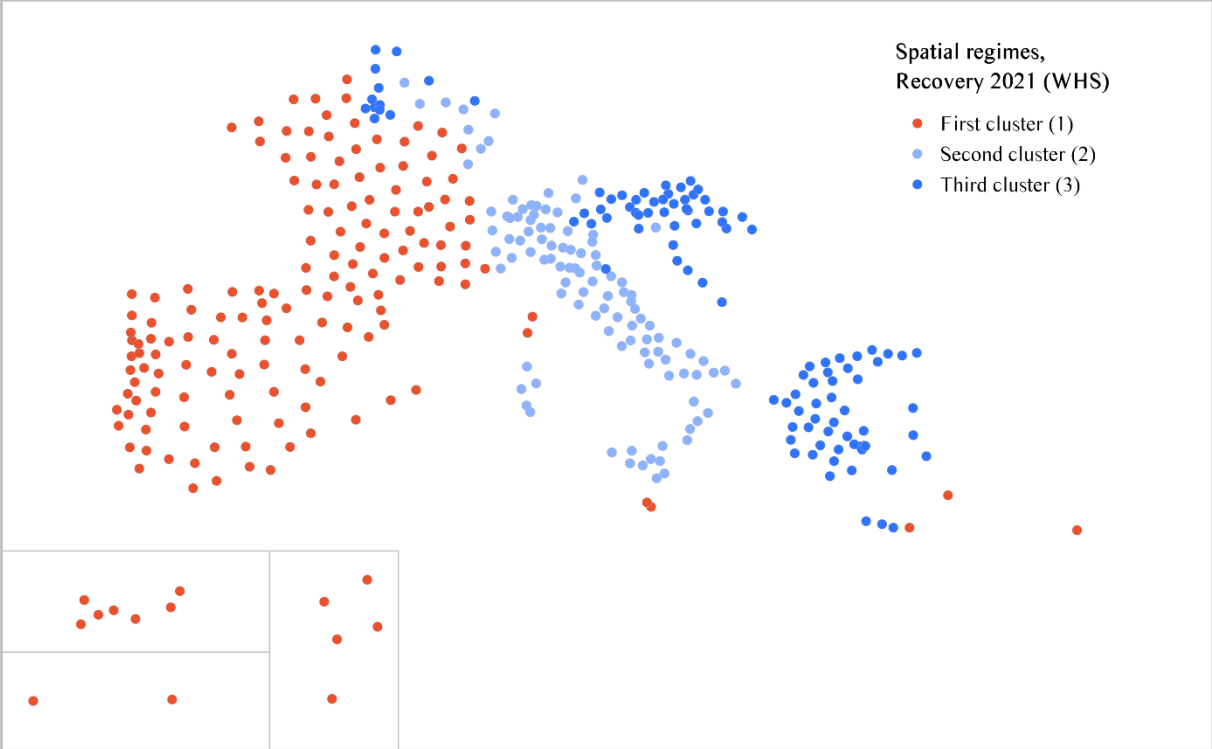 Spatial regimes,
Recovery 2021 (WHS)
First cluster (1)
Second cluster (2)
Third cluster (3)